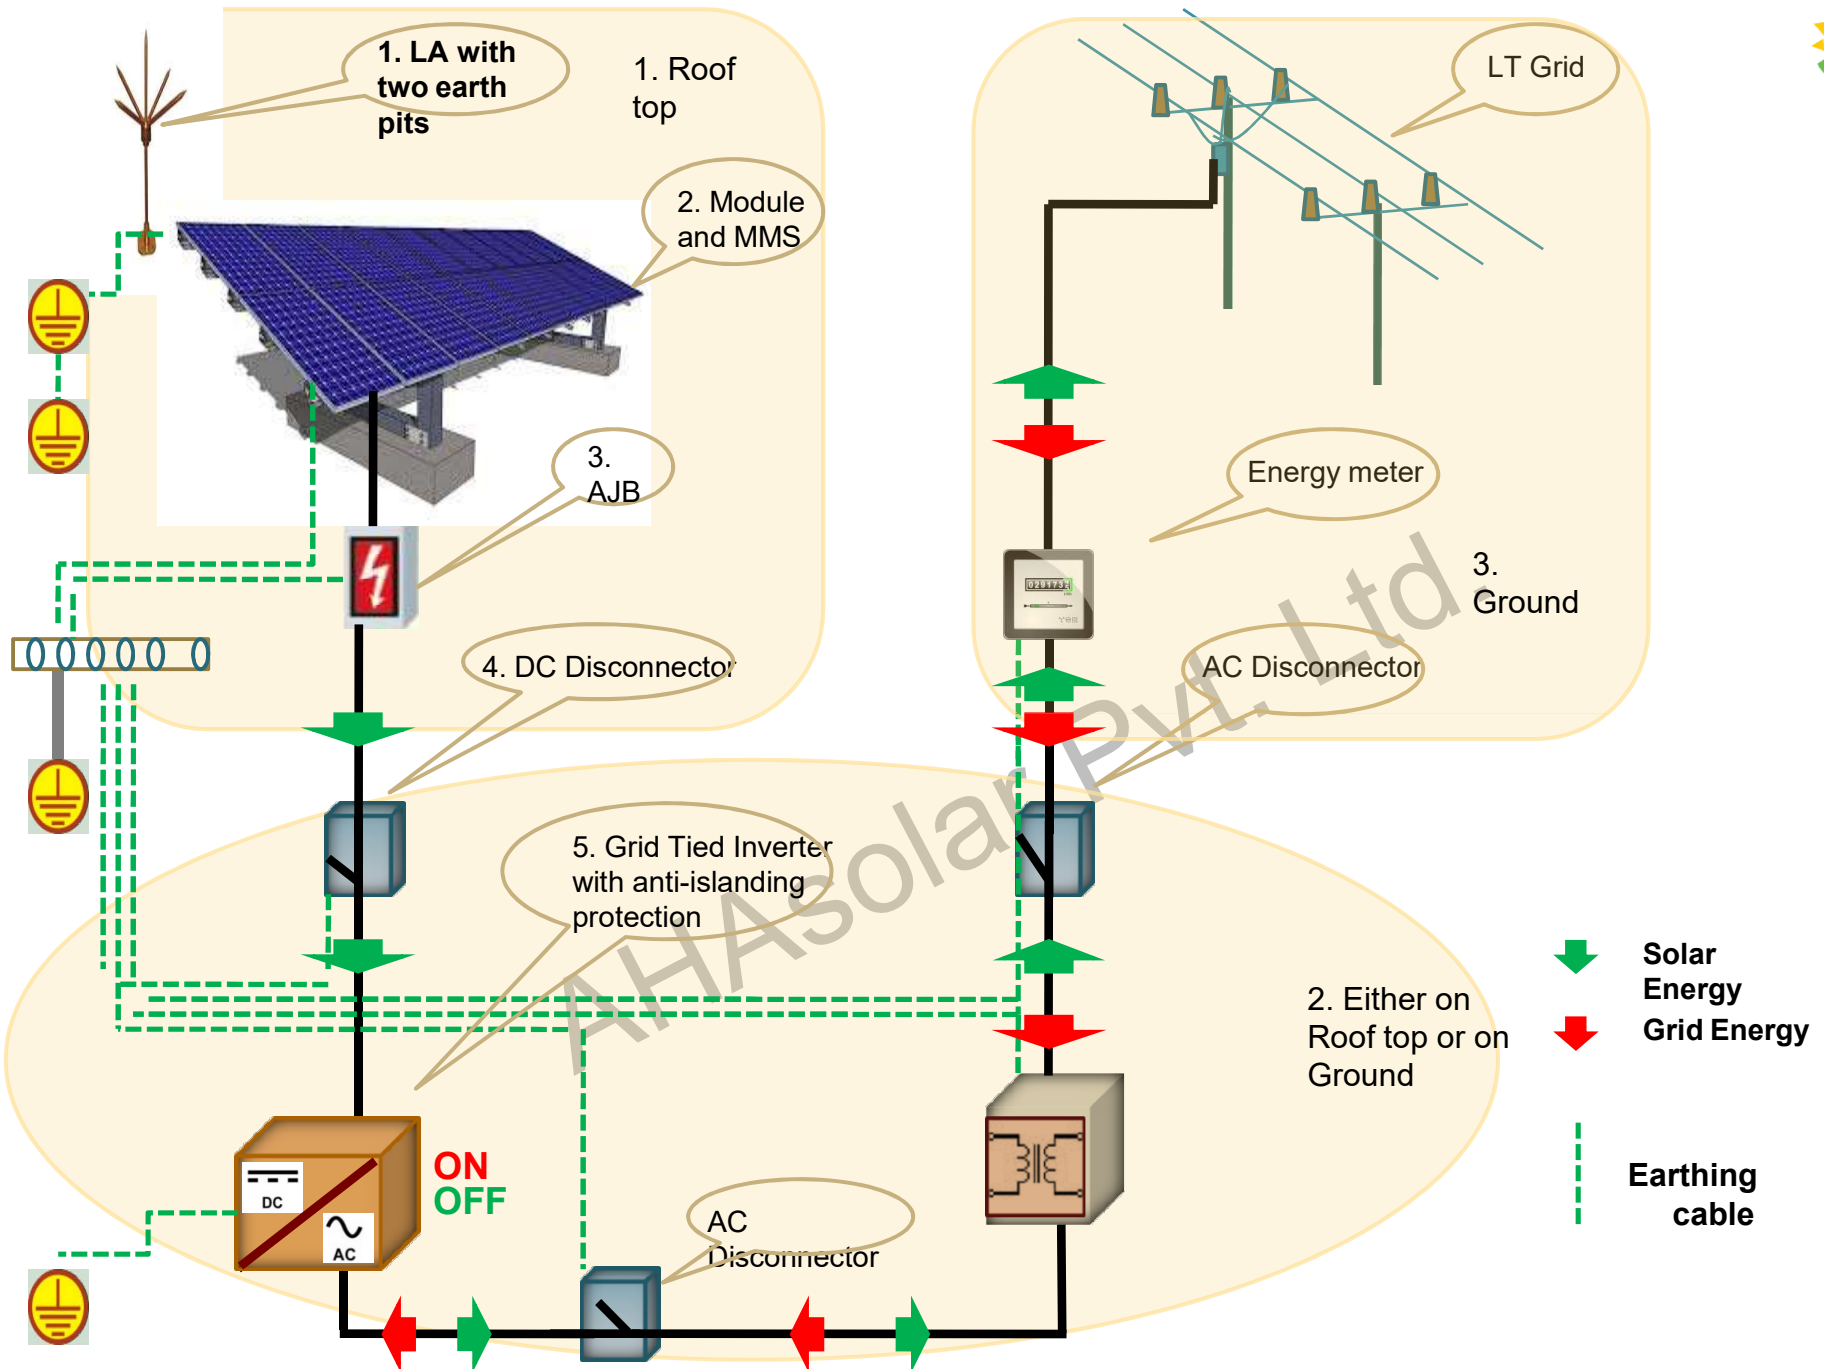 1. LA with
two earth
pits
1. Roof
top
2. Module
and MMS
3.
AJB
4. DC Disconnector
5. Grid Tied Inverter
with anti-islanding
protection
ON
OFF
DC
AC
AC
Disconnector
LT Grid
Energy meter
3.
Ground
AC Disconnector
2. Either on
Roof top or on
Ground
Solar
Energy
Grid Energy
Earthing
cable
AHAsolar Pvt. Ltd.